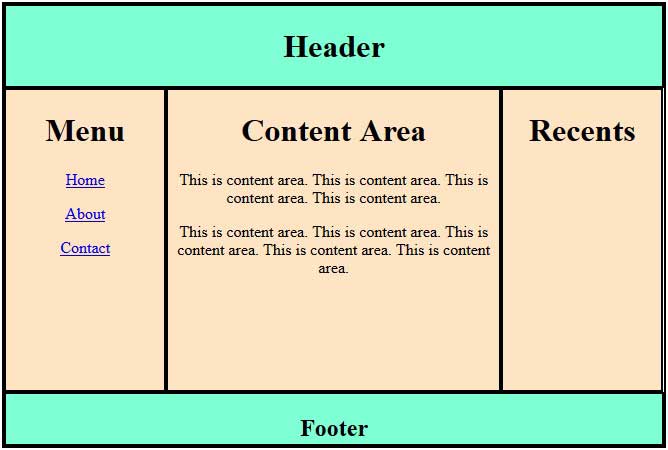 Header
Menu
Home
About
Contact
Content Area
This is content area. This is content area. This is
content area. This is content area.
This is content area. This is content area. This is
content area. This is content area. This is content
area.
Recents
Footer